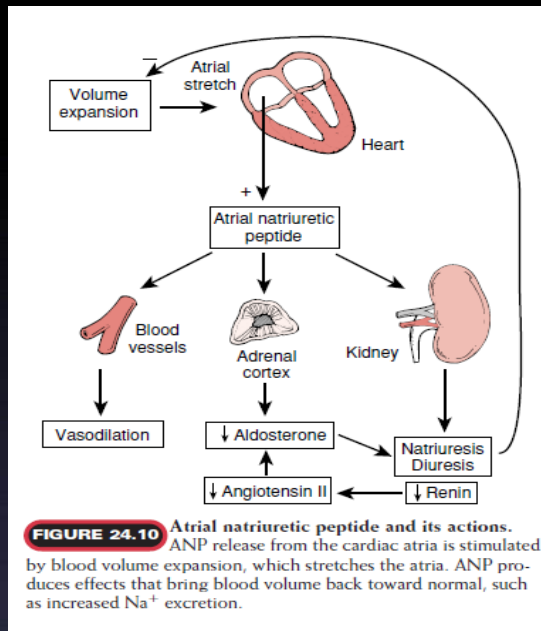 −
Volume
expansion
Atrial
stretch
Heart
+
Atrial natriuretic
peptide
Blood
vessels
Adrenal
cortex
Kidney
Vasodilation
↓ Aldosterone
Natriuresis
Diuresis
↓ Angiotensin II
↓ Renin
FIGURE 24.10 Atrial natriuretic peptide and its actions.
ANP release from the cardiac atria is stimulated
by blood volume expansion, which stretches the atria. ANP pro-
duces effects that bring blood volume back toward normal, such
as increased Na⁺ excretion.